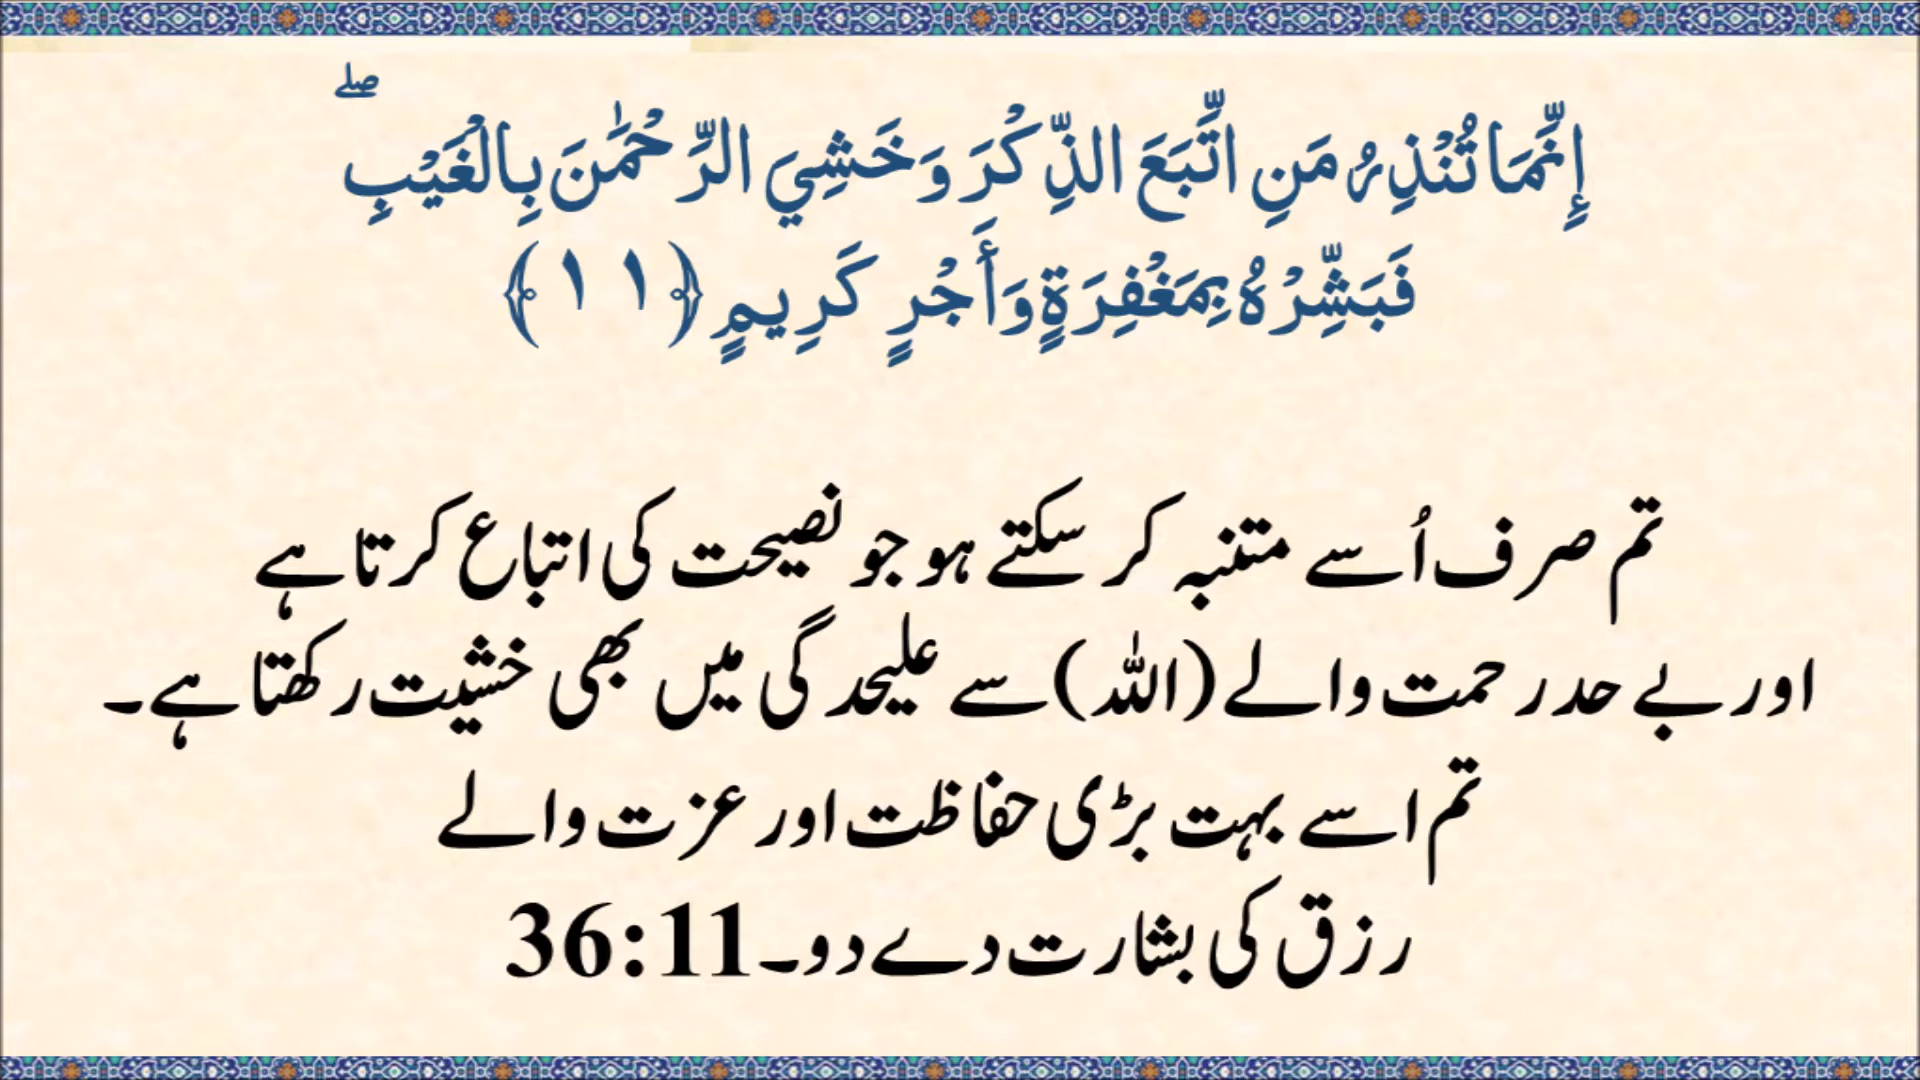 إِنَّمَا تُنْذِرُ مَنِ اتَّبَعَ الذِّكْرَ وَخَشِيَ الرَّحْمَٰنَ بِالْغَيْبِ ۖ
فَبَشِّرْهُ بِمَغْفِرَةٍ وَأَجْرٍ كَرِيمٍ ﴿١١﴾
تم صرف اُسے متنبہ کر سکتے ہو جو نصیحت کی اتباع کرتا ہے
اور بے حد رحمت والے (اللہ) سے علیحدگی میں بھی خشیت رکھتا ہے۔
تم اسے بہت بڑی حفاظت اور عزت والے
رزق کی بشارت دے دو۔ 36:11